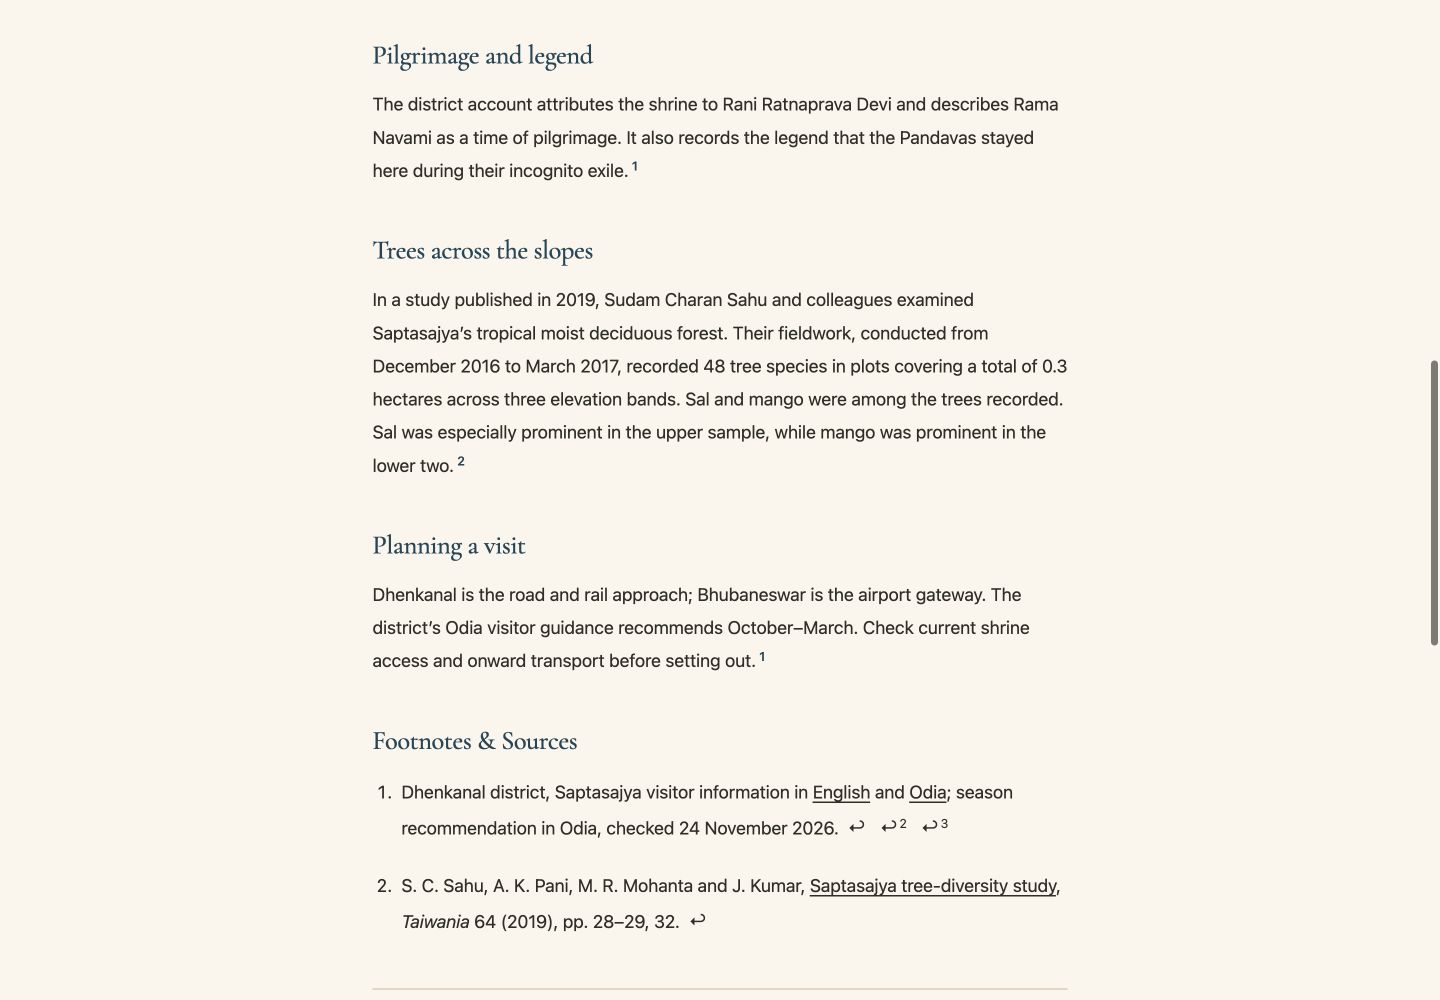 Pilgrimage and legend
The district account attributes the shrine to Rani Ratnaprava Devi and describes Rama
Navami as a time of pilgrimage. It also records the legend that the Pandavas stayed
here during their incognito exile. 1
Trees across the slopes
In a study published in 2019, Sudam Charan Sahu and colleagues examined
Saptasajya’s tropical moist deciduous forest. Their fieldwork, conducted from
December 2016 to March 2017, recorded 48 tree species in plots covering a total of 0.3
hectares across three elevation bands. Sal and mango were among the trees recorded.
Sal was especially prominent in the upper sample, while mango was prominent in the
lower two. 2
Planning a visit
Dhenkanal is the road and rail approach; Bhubaneswar is the airport gateway. The
district’s Odia visitor guidance recommends October–March. Check current shrine
access and onward transport before setting out. 1
Footnotes & Sources
1. Dhenkanal district, Saptasajya visitor information in English and Odia; season
recommendation in Odia, checked 24 November 2026. ↩ ↩2 ↩3
2. S. C. Sahu, A. K. Pani, M. R. Mohanta and J. Kumar, Saptasajya tree-diversity study,
Taiwania 64 (2019), pp. 28–29, 32. ↩